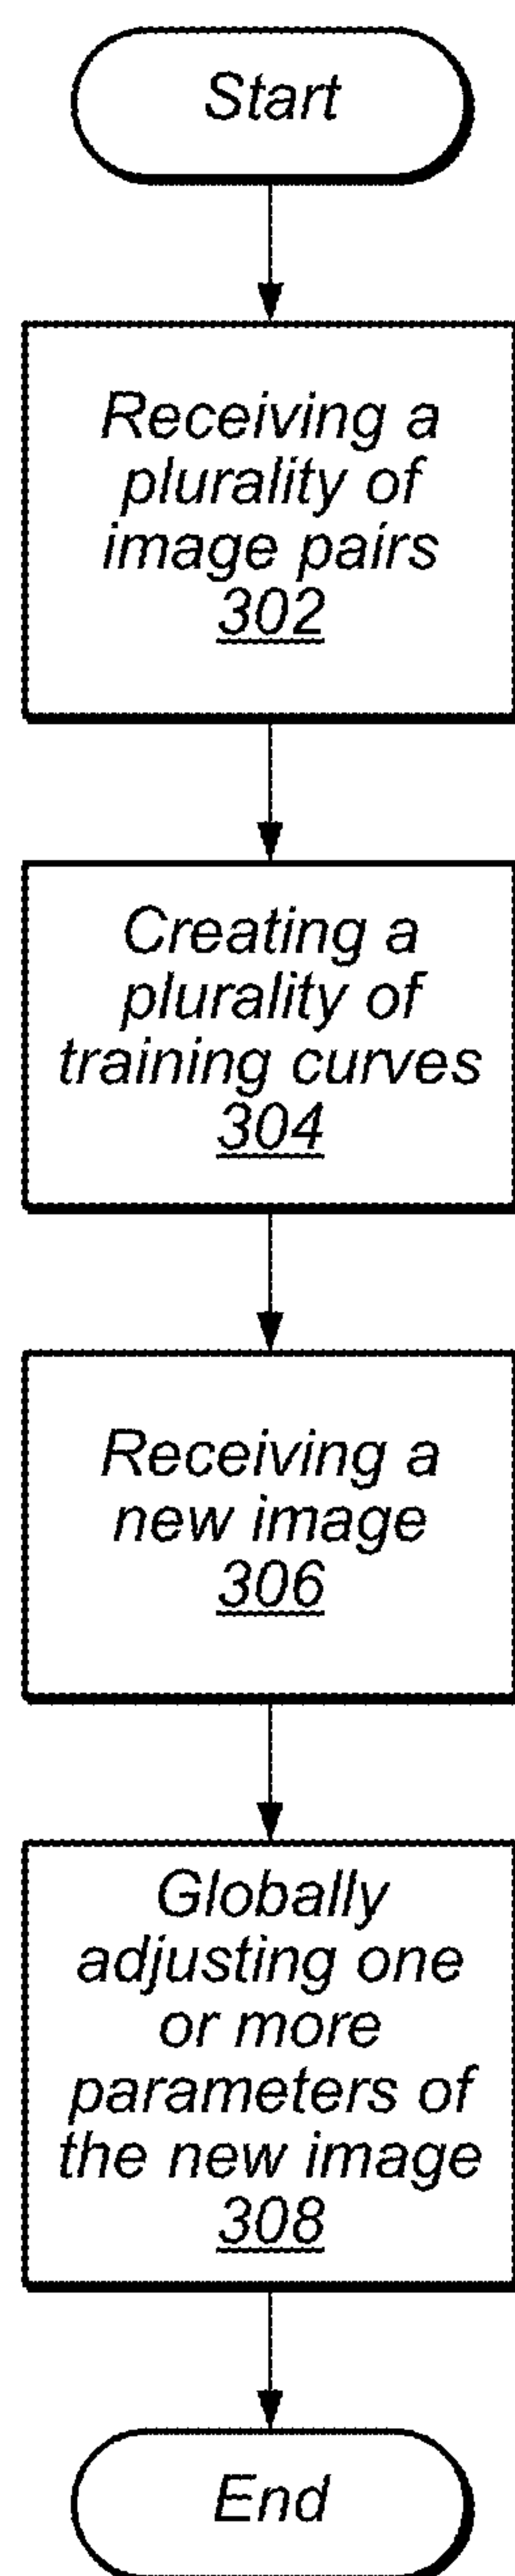 Start
Receiving a
plurality of
image pairs
302
Creating a
plurality of
training curves
304
Receiving a
new image
306
Globally
adjusting one
or more
parameters of
the new image
308
End